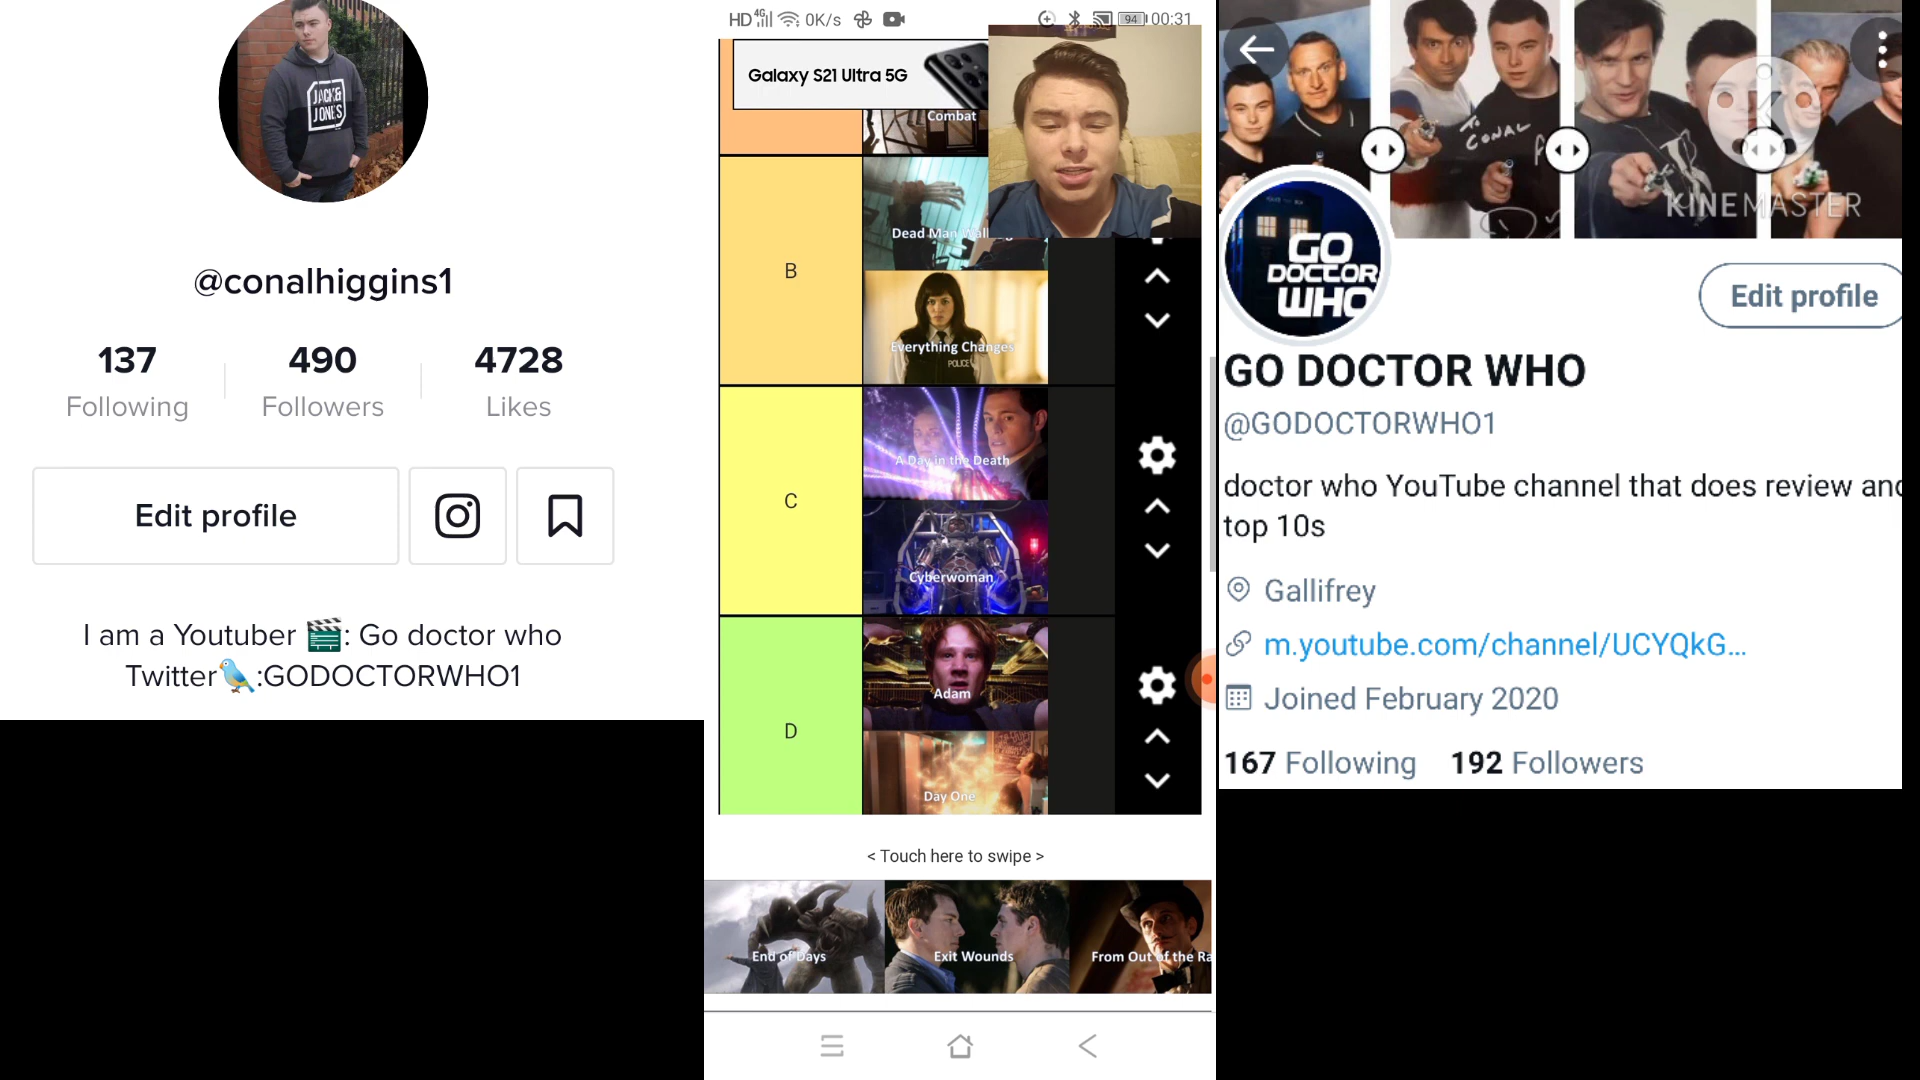 JACK&
JONES
@conalhiggins1
137
490
4728
Following
Followers
Likes
Edit profile
I am a Youtuber 🎬: Go doctor who
Twitter🐦:GODOCTORWHO1
HD 4G 0K/s 94 00:31
Galaxy S21 Ultra 5G
Combat
B
Dead Man Wal
Everything Changes
POLICE
C
A Day in the Death
Cyberwoman
D
Adam
Day One
< Touch here to swipe >
End of Days
Exit Wounds
From Out of the Ra
TO
CONAL
KINEMASTER
GO
DOCTOR
WHO
Edit profile
GO DOCTOR WHO
@GODOCTORWHO1
doctor who YouTube channel that does review and
top 10s
Gallifrey
m.youtube.com/channel/UCYQkG...
Joined February 2020
167 Following 192 Followers